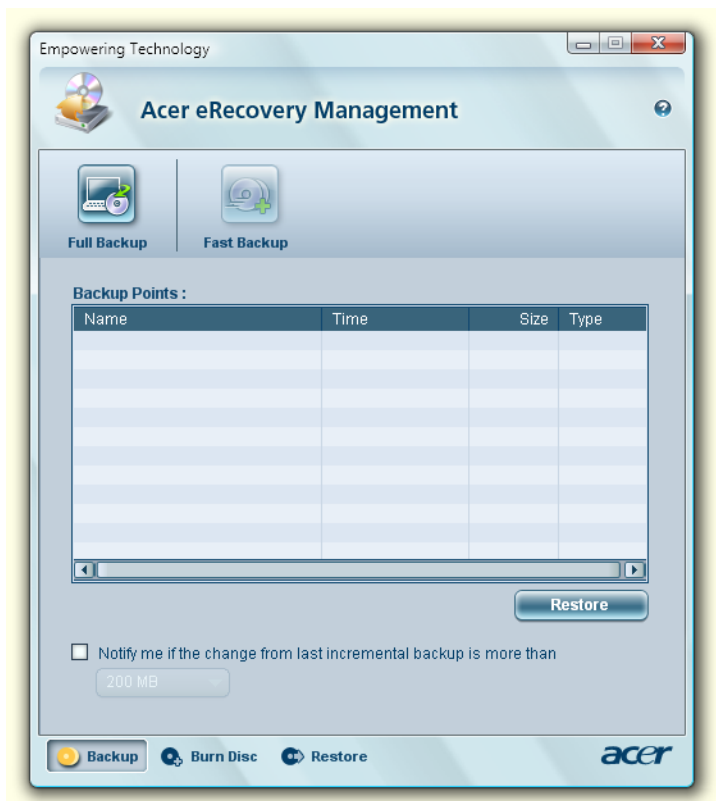 Empowering Technology
Acer eRecovery Management
Full Backup
Fast Backup
Backup Points :
Name Time Size Type
Restore
Notify me if the change from last incremental backup is more than
200 MB
Backup Burn Disc Restore acer